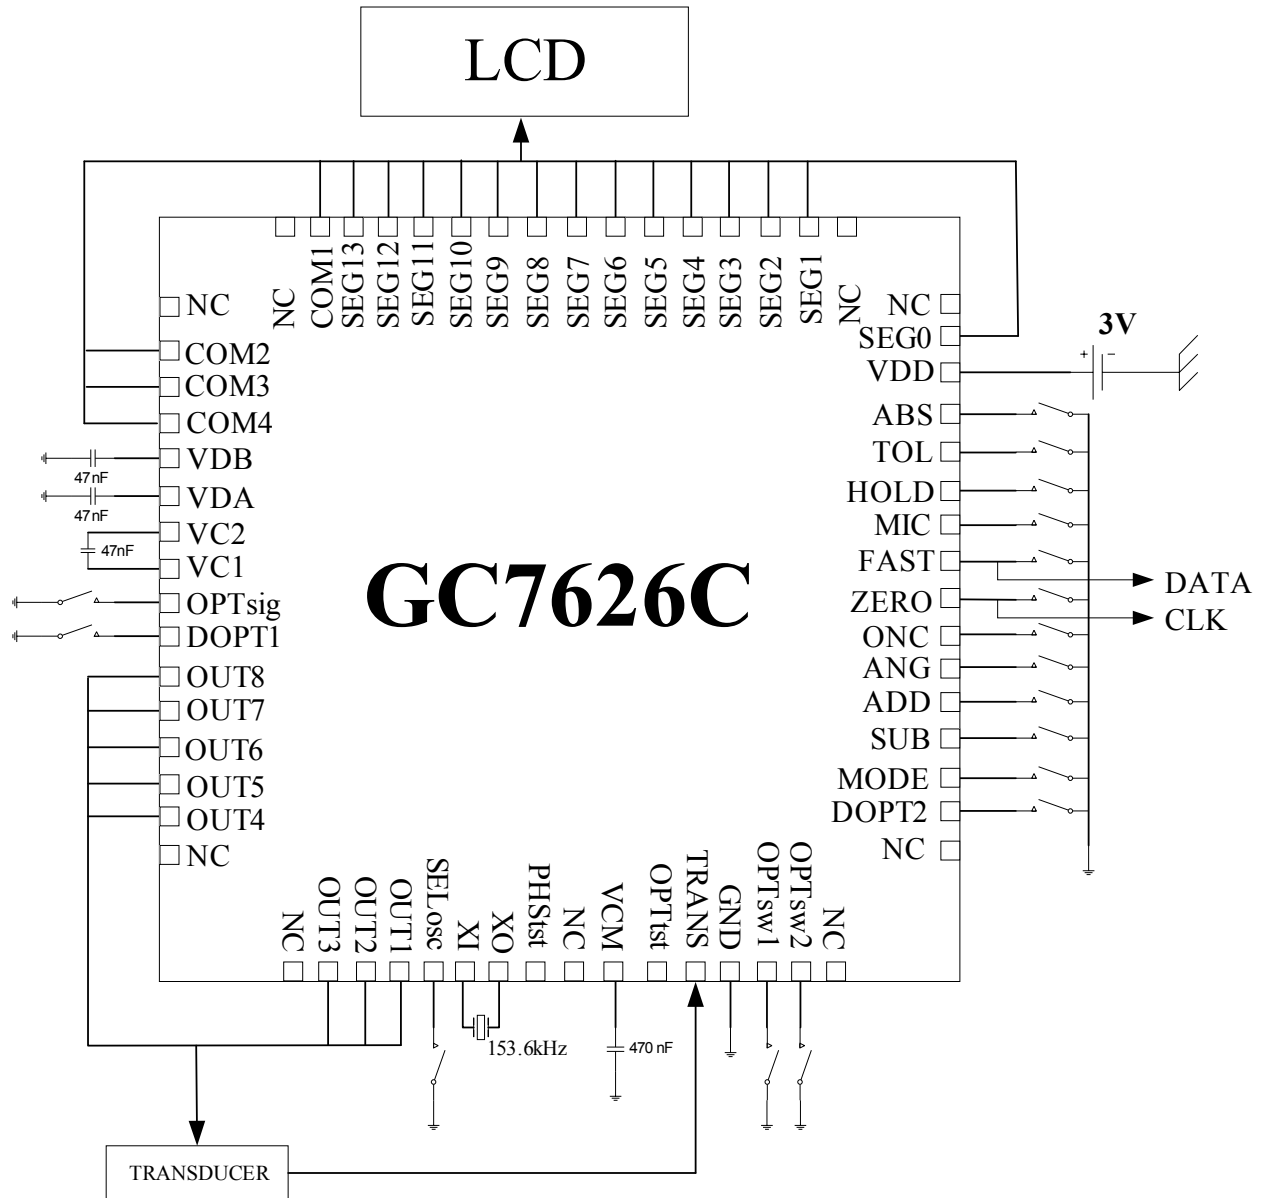 LCD
NC
COM1
SEG13
SEG12
SEG11
SEG10
SEG9
SEG8
SEG7
SEG6
SEG5
SEG4
SEG3
SEG2
SEG1
NC
NC
COM2
COM3
COM4
VDB
47nF
VDA
47nF
VC2
47nF
VC1
OPTsig
DOPT1
OUT8
OUT7
OUT6
OUT5
OUT4
NC
GC7626C
NC
SEG0
3V
+
−
VDD
ABS
TOL
HOLD
MIC
FAST
DATA
ZERO
CLK
ONC
ANG
ADD
SUB
MODE
DOPT2
NC
NC
OUT3
OUT2
OUT1
SELosc
XI
XO
PHStst
NC
VCM
OPTtst
TRANS
GND
OPTsw1
OPTsw2
NC
153.6kHz
470 nF
TRANSDUCER